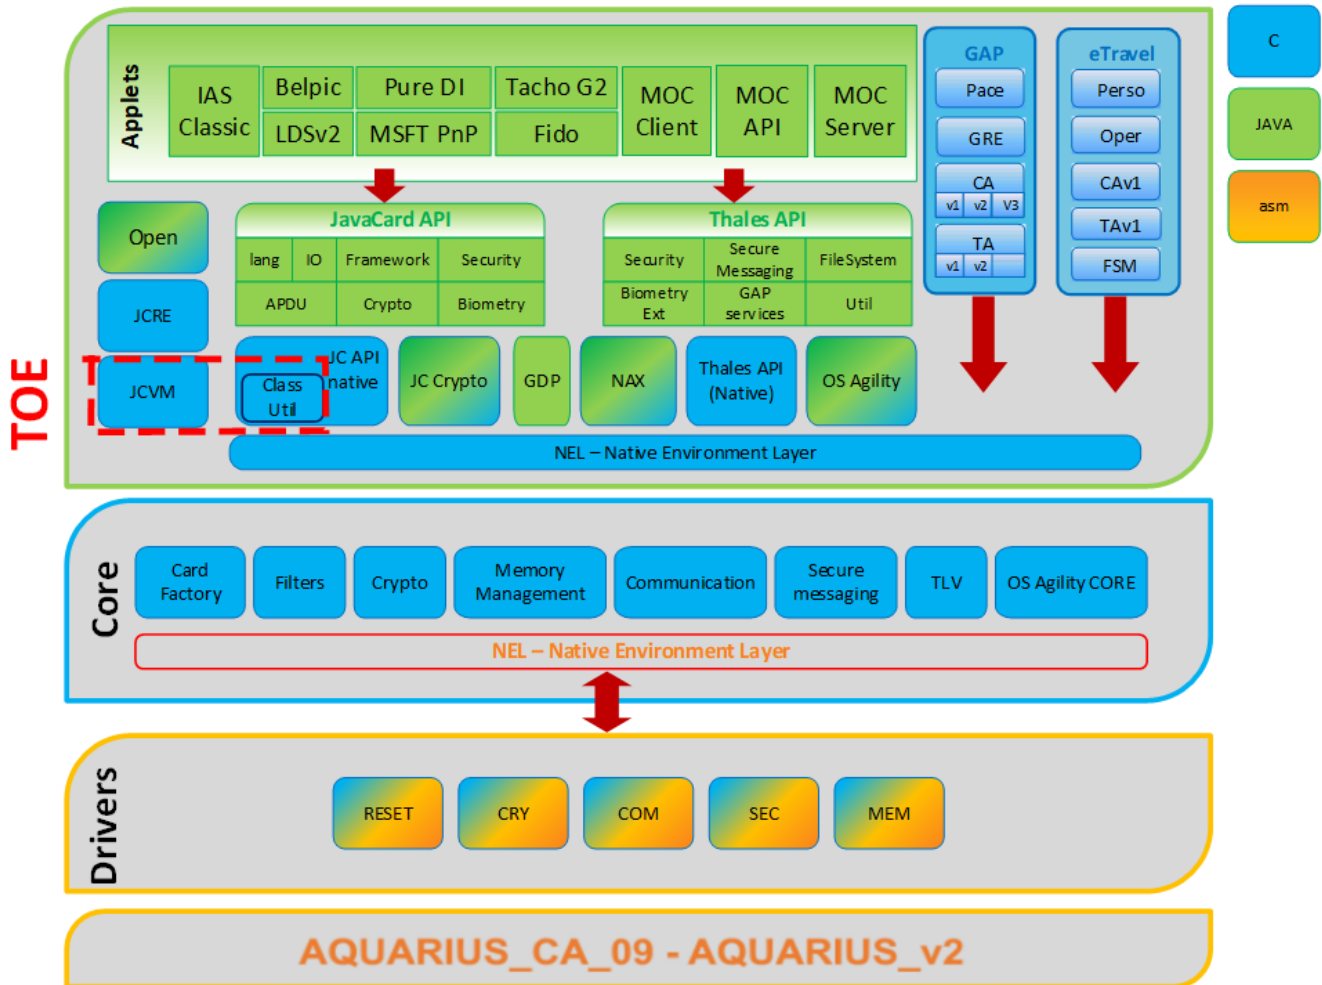 TOE
Applets
IAS
Classic
Belpic
LDSv2
Pure DI
MSFT PnP
Tacho G2
Fido
MOC
Client
MOC
API
MOC
Server
GAP
Pace
GRE
CA
v1 v2 V3
TA
v1 v2
eTravel
Perso
Oper
CAv1
TAv1
FSM
C
JAVA
asm
Open
JCRE
JCVM
JavaCard API
lang IO Framework Security
APDU Crypto Biometry
Thales API
Security
Secure
Messaging
FileSystem
Biometry
Ext
GAP
services
Util
JC API
native
Class
Util
JC Crypto
GDP
NAX
Thales API
(Native)
OS Agility
NEL – Native Environment Layer
Core
Card
Factory
Filters
Crypto
Memory
Management
Communication
Secure
messaging
TLV
OS Agility CORE
NEL – Native Environment Layer
Drivers
RESET
CRY
COM
SEC
MEM
AQUARIUS_CA_09 - AQUARIUS_v2